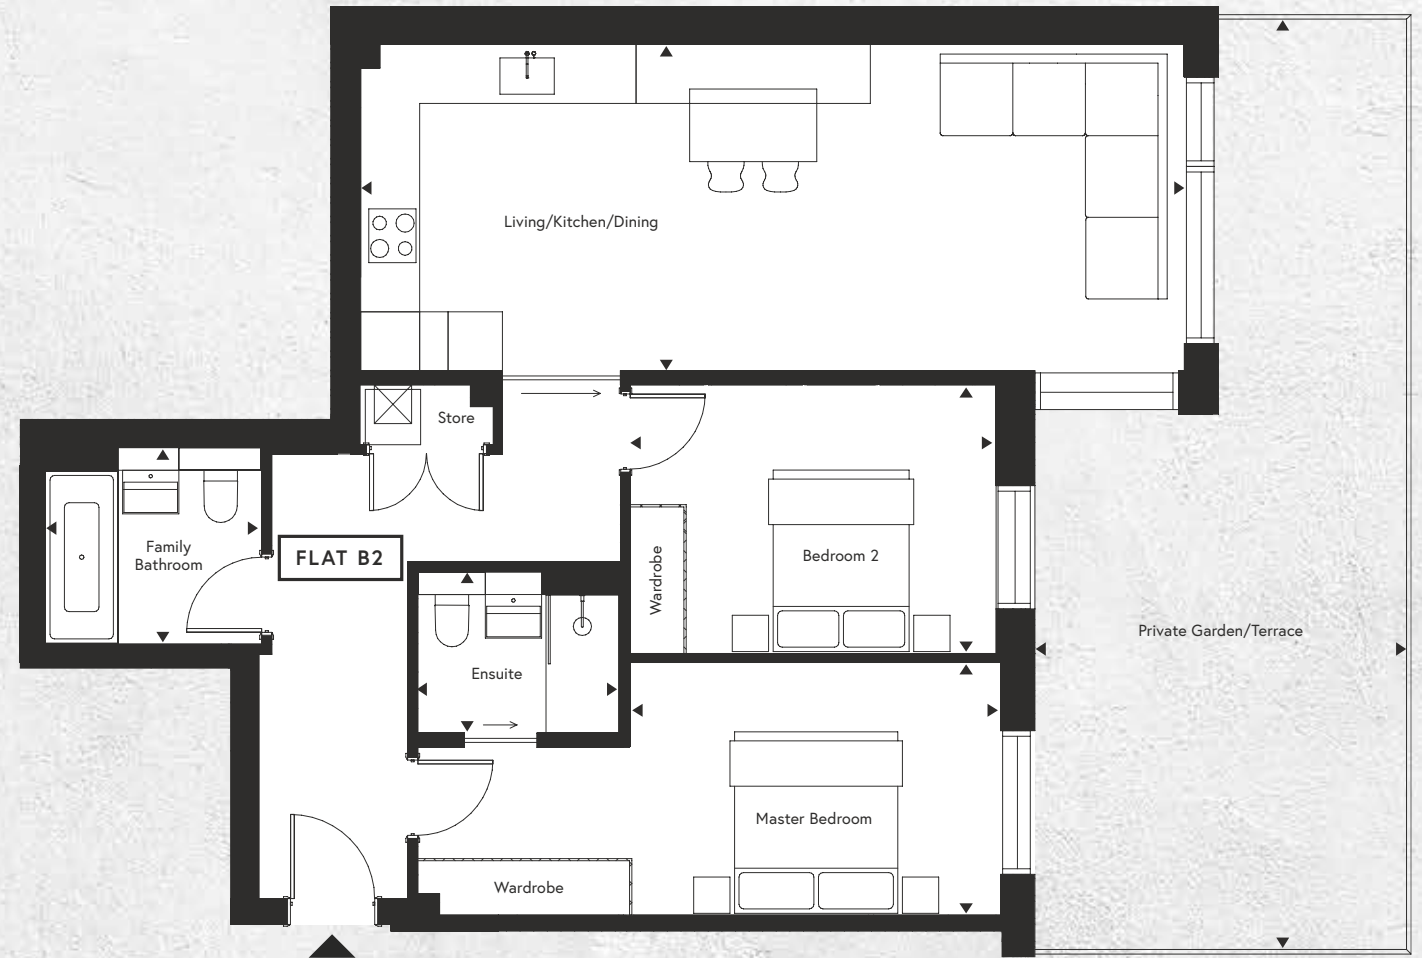 Living/Kitchen/Dining
Store
Family
Bathroom
FLAT B2
Wardrobe
Bedroom 2
Private Garden/Terrace
Ensuite
Master Bedroom
Wardrobe